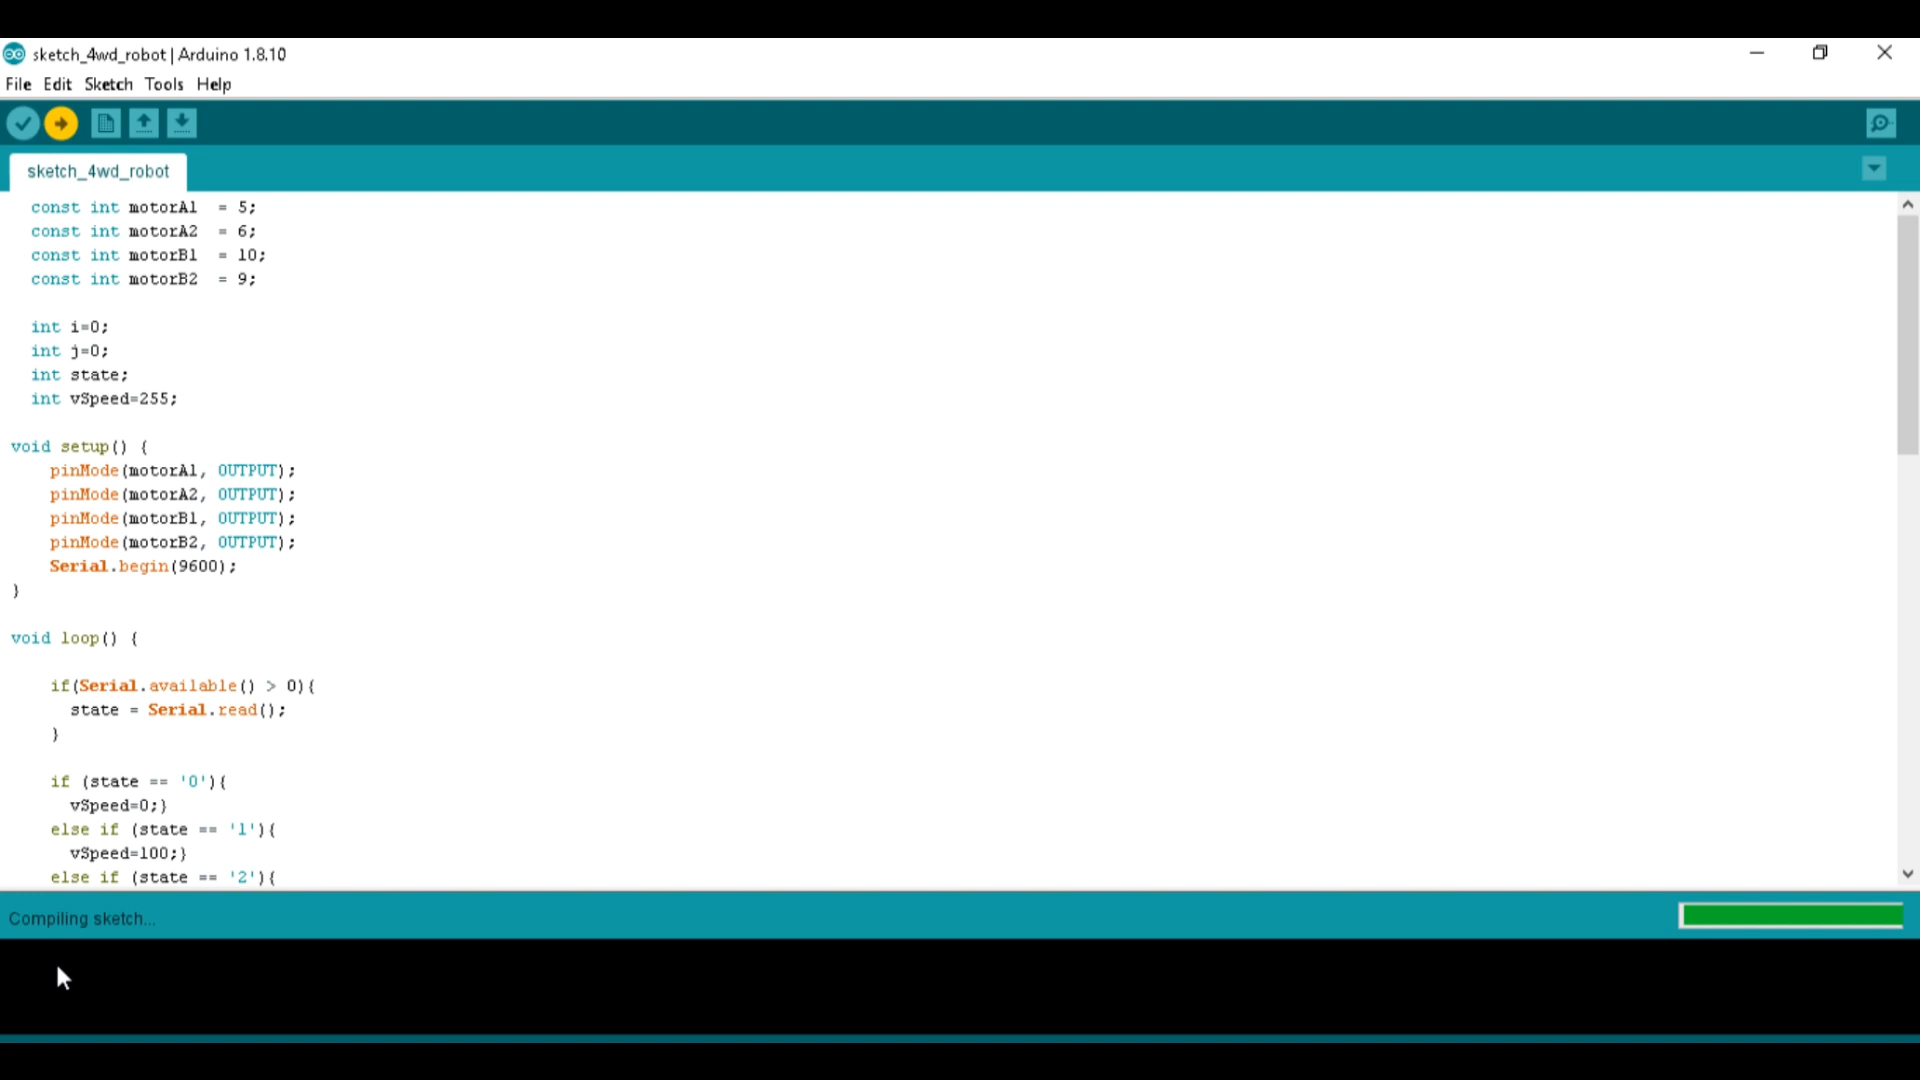 sketch_4wd_robot | Arduino 1.8.10
File Edit Sketch Tools Help
sketch_4wd_robot
const int motorA1  = 5;
const int motorA2  = 6;
const int motorB1  = 10;
const int motorB2  = 9;
int i=0;
int j=0;
int state;
int vSpeed=255;
void setup() {
pinMode(motorA1, OUTPUT);
pinMode(motorA2, OUTPUT);
pinMode(motorB1, OUTPUT);
pinMode(motorB2, OUTPUT);
Serial.begin(9600);
}
void loop() {
if(Serial.available() > 0){
state = Serial.read();
}
if (state == '0'){
vSpeed=0;}
else if (state == '1'){
vSpeed=100;}
else if (state == '2'){
Compiling sketch...